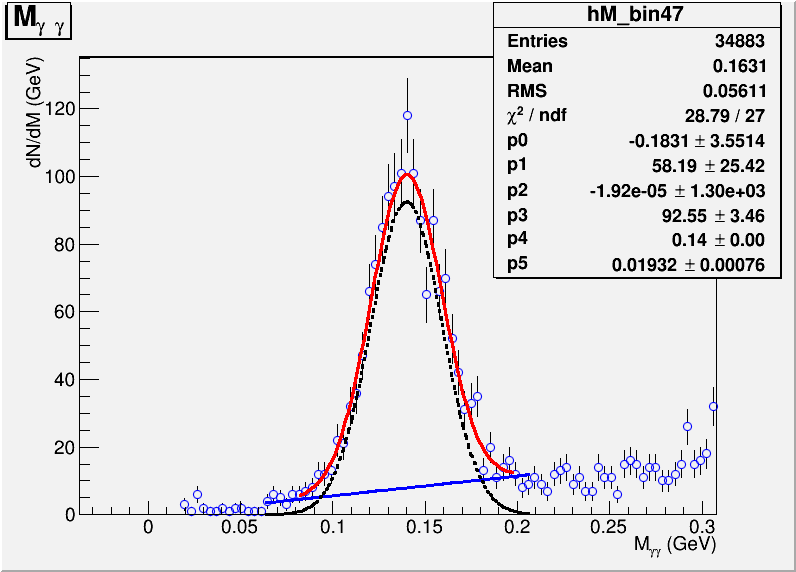 M γ γ
hM_bin47
Entries 34883
Mean 0.1631
RMS 0.05611
χ² / ndf 28.79 / 27
p0 -0.1831 ± 3.5514
p1 58.19 ± 25.42
p2 -1.92e-05 ± 1.30e+03
p3 92.55 ± 3.46
p4 0.14 ± 0.00
p5 0.01932 ± 0.00076
dN/dM (GeV)
120
100
80
60
40
20
0
0 0.05 0.1 0.15 0.2 0.25 0.3
Mγγ (GeV)